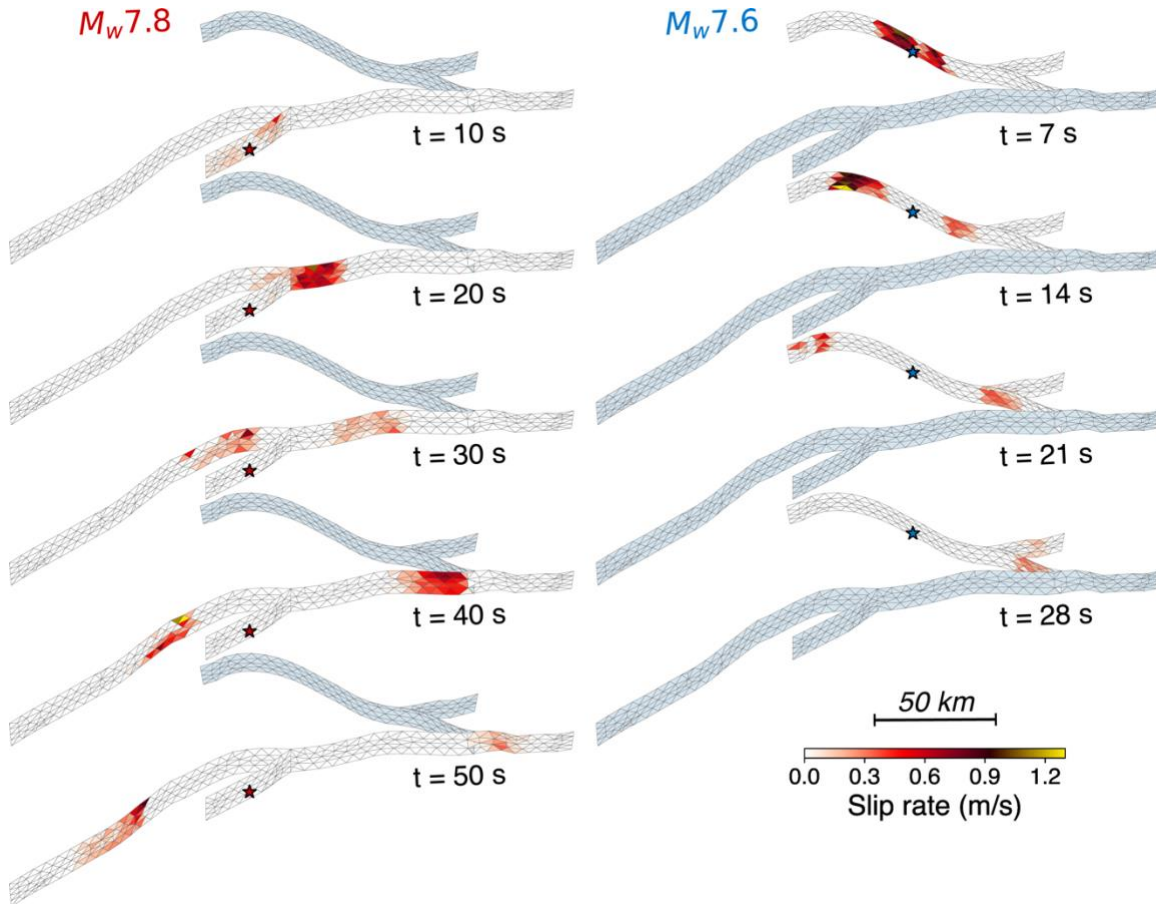 Mw7.8
t = 10 s
t = 20 s
t = 30 s
t = 40 s
t = 50 s
Mw7.6
t = 7 s
t = 14 s
t = 21 s
t = 28 s
50 km
0.0 0.3 0.6 0.9 1.2
Slip rate (m/s)